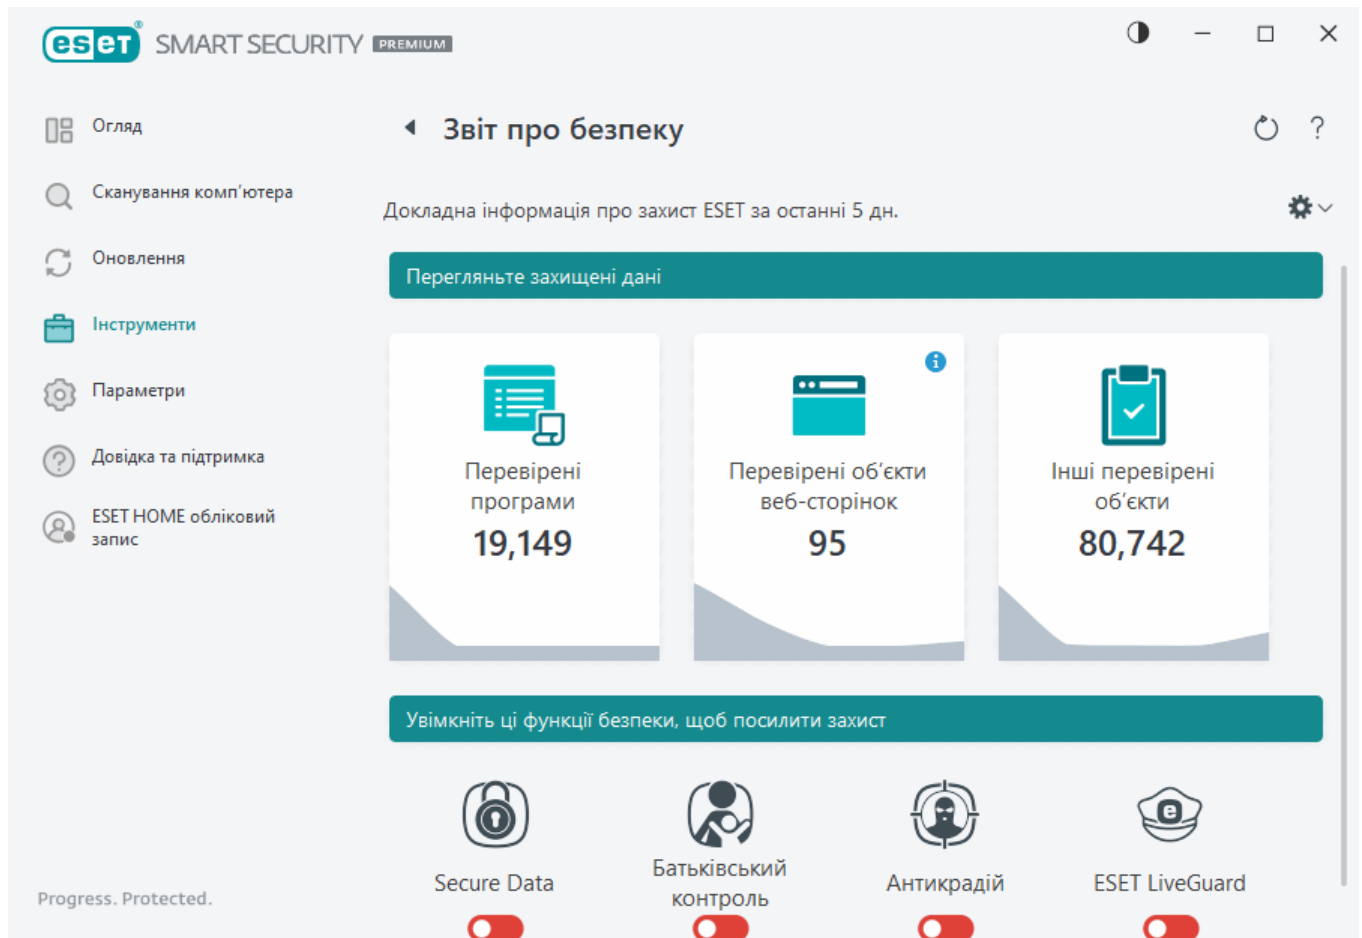 eset® SMART SECURITY PREMIUM
Огляд
Сканування комп'ютера
Оновлення
Інструменти
Параметри
Довідка та підтримка
ESET HOME обліковий
запис
Progress. Protected.
Звіт про безпеку
?
Докладна інформація про захист ESET за останні 5 дн.
Перегляньте захищені дані
Перевірені
програми
19,149
Перевірені об'єкти
веб-сторінок
95
Інші перевірені
об'єкти
80,742
Увімкніть ці функції безпеки, щоб посилити захист
Secure Data
Батьківський
контроль
Антикрадій
ESET LiveGuard